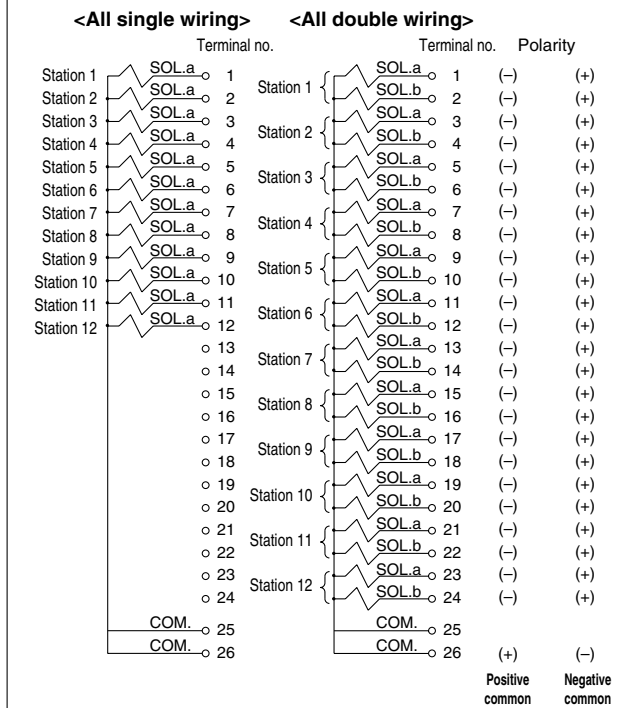 <All single wiring> <All double wiring>
Terminal no. Terminal no. Polarity
Station 1 SOL.a 1 Station 1 SOL.a 1 (–) (+)
Station 2 SOL.a 2 SOL.b 2 (–) (+)
Station 3 SOL.a 3 Station 2 SOL.a 3 (–) (+)
Station 4 SOL.a 4 SOL.b 4 (–) (+)
Station 5 SOL.a 5 Station 3 SOL.a 5 (–) (+)
Station 6 SOL.a 6 SOL.b 6 (–) (+)
Station 7 SOL.a 7 Station 4 SOL.a 7 (–) (+)
Station 8 SOL.a 8 SOL.b 8 (–) (+)
Station 9 SOL.a 9 Station 5 SOL.a 9 (–) (+)
Station 10 SOL.a 10 SOL.b 10 (–) (+)
Station 11 SOL.a 11 Station 6 SOL.a 11 (–) (+)
Station 12 SOL.a 12 SOL.b 12 (–) (+)
13 Station 7 SOL.a 13 (–) (+)
14 SOL.b 14 (–) (+)
15 Station 8 SOL.a 15 (–) (+)
16 SOL.b 16 (–) (+)
17 Station 9 SOL.a 17 (–) (+)
18 SOL.b 18 (–) (+)
19 Station 10 SOL.a 19 (–) (+)
20 SOL.b 20 (–) (+)
21 Station 11 SOL.a 21 (–) (+)
22 SOL.b 22 (–) (+)
23 Station 12 SOL.a 23 (–) (+)
24 SOL.b 24 (–) (+)
COM. 25 COM. 25
COM. 26 COM. 26 (+) (–)
Positive Negative
common common